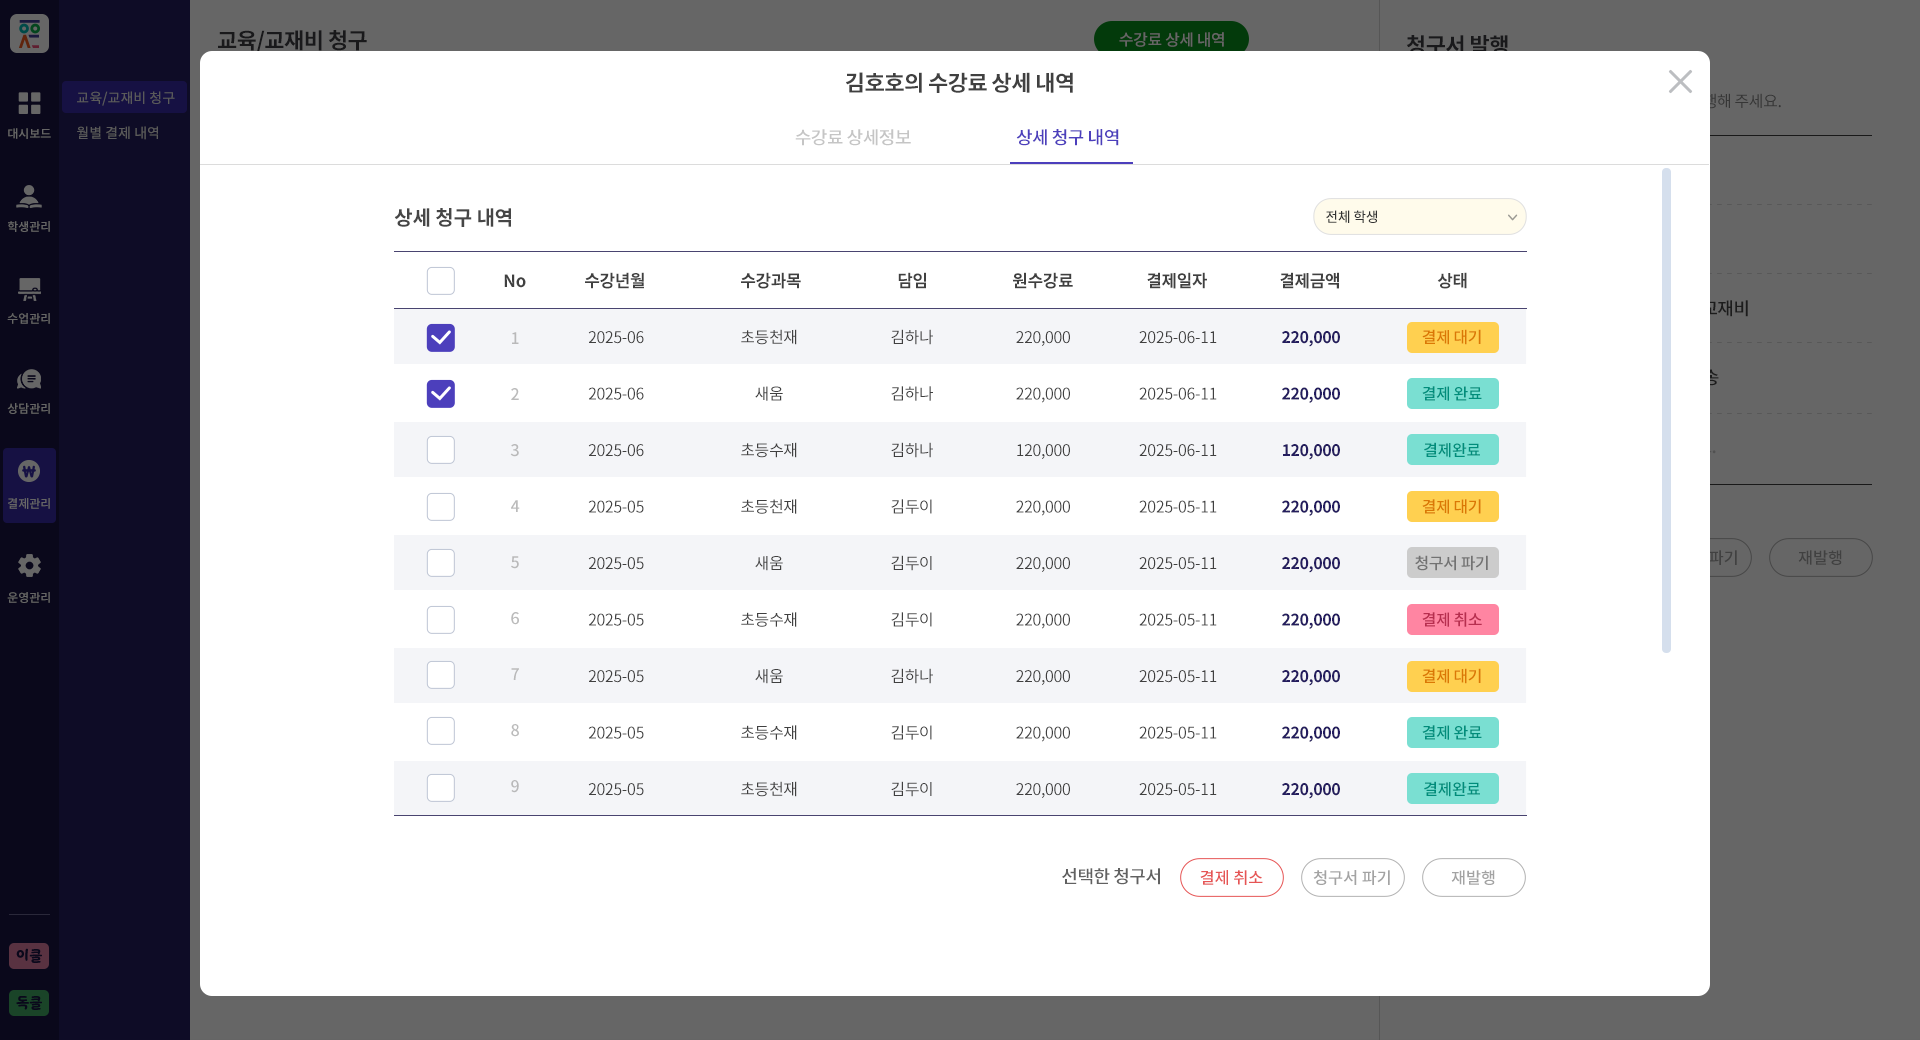 교육/교재비 청구
수강료 상세 내역
청구서 발행
교육/교재비 청구
월별 결제 내역
대시보드
학생관리
수업관리
상담관리
결제관리
운영관리
이클
독클
해 주세요.
교재비
파기
재발행
김호호의 수강료 상세 내역
수강료 상세정보
상세 청구 내역
상세 청구 내역
전체 학생
No 수강년월 수강과목 담임 원수강료 결제일자 결제금액 상태
1 2025-06 초등천재 김하나 220,000 2025-06-11 220,000 결제 대기
2 2025-06 새움 김하나 220,000 2025-06-11 220,000 결제 완료
3 2025-06 초등수재 김하나 120,000 2025-06-11 120,000 결제완료
4 2025-05 초등천재 김두이 220,000 2025-05-11 220,000 결제 대기
5 2025-05 새움 김두이 220,000 2025-05-11 220,000 청구서 파기
6 2025-05 초등수재 김두이 220,000 2025-05-11 220,000 결제 취소
7 2025-05 새움 김하나 220,000 2025-05-11 220,000 결제 대기
8 2025-05 초등수재 김두이 220,000 2025-05-11 220,000 결제 완료
9 2025-05 초등천재 김두이 220,000 2025-05-11 220,000 결제완료
선택한 청구서 결제 취소 청구서 파기 재발행